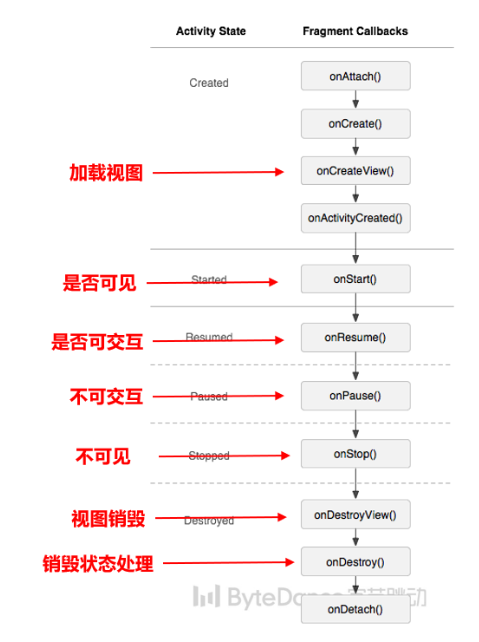 Activity State Fragment Callbacks
Created
onAttach()
onCreate()
加载视图 onCreateView()
onActivityCreated()
是否可见 Started onStart()
是否可交互 Resumed onResume()
不可交互 Paused onPause()
不可见 Stopped onStop()
视图销毁 Destroyed onDestroyView()
销毁状态处理 onDestroy()
ByteDance 字节跳动
onDetach()